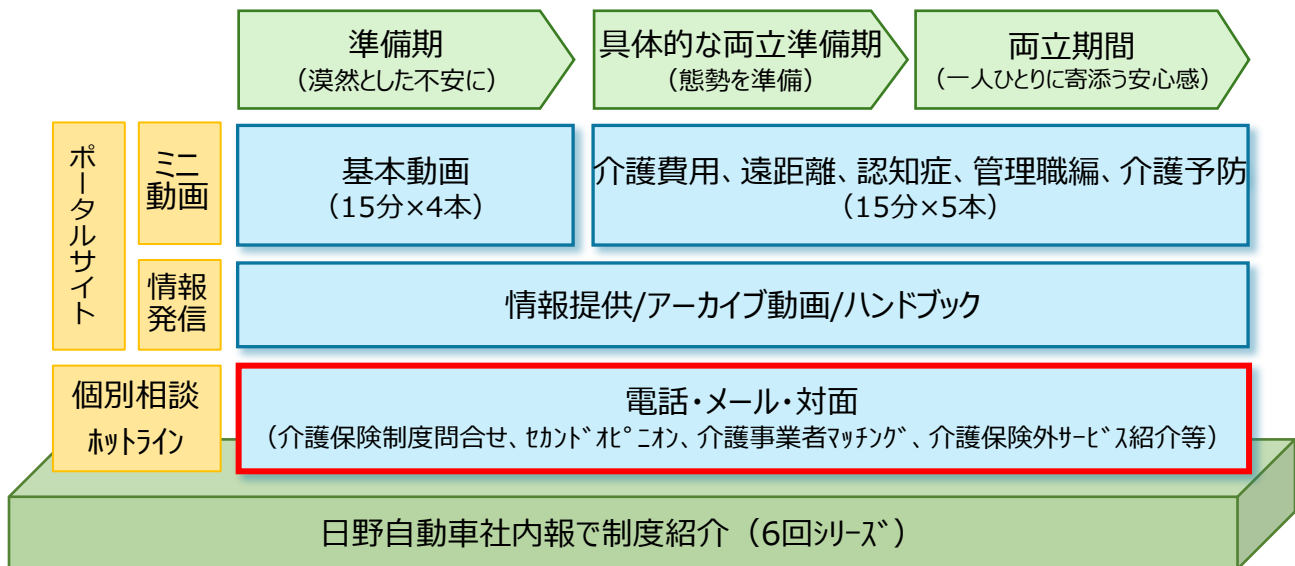 準備期
（漠然とした不安に）
具体的な両立準備期
（態勢を準備）
両立期間
（一人ひとりに寄添う安心感）
ポータルサイト
ミニ
動画
基本動画
（15分×4本）
介護費用、遠距離、認知症、管理職編、介護予防
（15分×5本）
情報
発信
情報提供/アーカイブ動画/ハンドブック
個別相談
ﾎｯﾄライン
電話・メール・対面
（介護保険制度問合せ、ｾｶﾝﾄﾞｵﾋﾟﾆオン、介護事業者ﾏｯﾁﾝｸﾞ、介護保険外サービﾞｽ紹介等）
日野自動車社内報で制度紹介（6回ｼﾘｰｽﾞ）